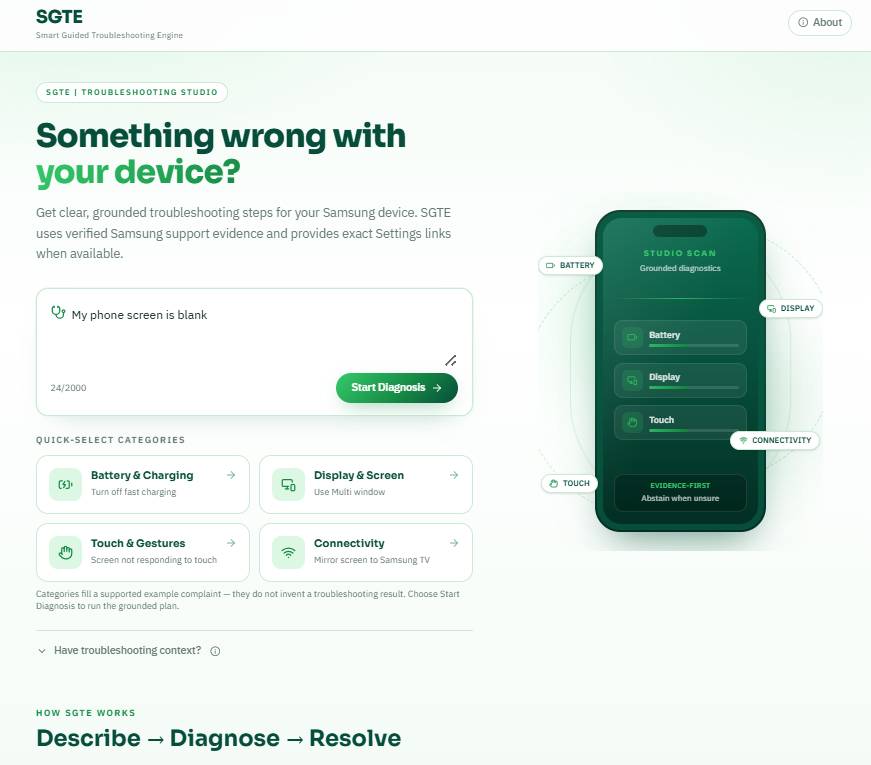 SGTE
Smart Guided Troubleshooting Engine
About
SGTE | TROUBLESHOOTING STUDIO
Something wrong with
your device?
Get clear, grounded troubleshooting steps for your Samsung device. SGTE
uses verified Samsung support evidence and provides exact Settings links
when available.
My phone screen is blank
24/2000
Start Diagnosis
QUICK-SELECT CATEGORIES
Battery & Charging
Turn off fast charging
Display & Screen
Use Multi window
Touch & Gestures
Screen not responding to touch
Connectivity
Mirror screen to Samsung TV
Categories fill a supported example complaint — they do not invent a troubleshooting result. Choose Start
Diagnosis to run the grounded plan.
Have troubleshooting context?
STUDIO SCAN
Grounded diagnostics
BATTERY
DISPLAY
Battery
Display
Touch
CONNECTIVITY
TOUCH
EVIDENCE-FIRST
Abstain when unsure
HOW SGTE WORKS
Describe → Diagnose → Resolve